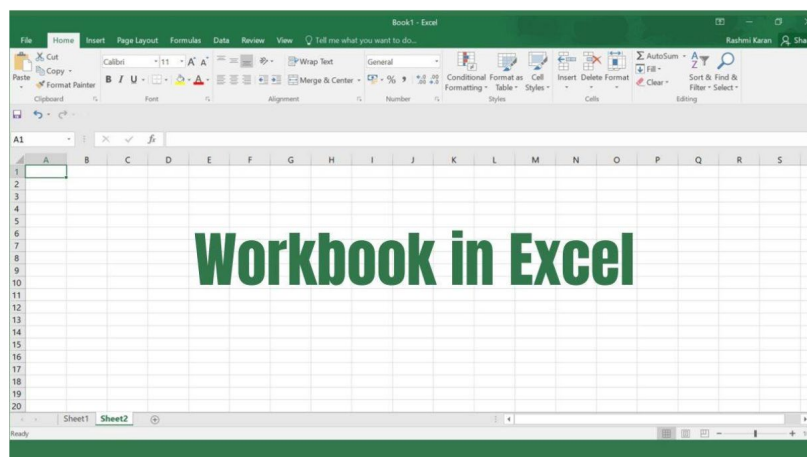 Book1 - Excel
File Home Insert Page Layout Formulas Data Review View Tell me what you want to do... Rashmi Karan Sha
Cut
Copy
Format Painter
Paste
Clipboard
Calibri 11 A A
B I U A
Font
Wrap Text
Merge & Center
Alignment
General
% ,
Number
Conditional Formatting
Format as Table
Cell Styles
Styles
Insert Delete Format
Cells
AutoSum
Fill
Clear
Sort & Filter
Find & Select
Editing
A1 fx
A B C D E F G H I J K L M N O P Q R S
1
2
3
4
5
6
7
8
9
10
11
12
13
14
15
16
17
18
19
20
Workbook in Excel
Sheet1 Sheet2
Ready